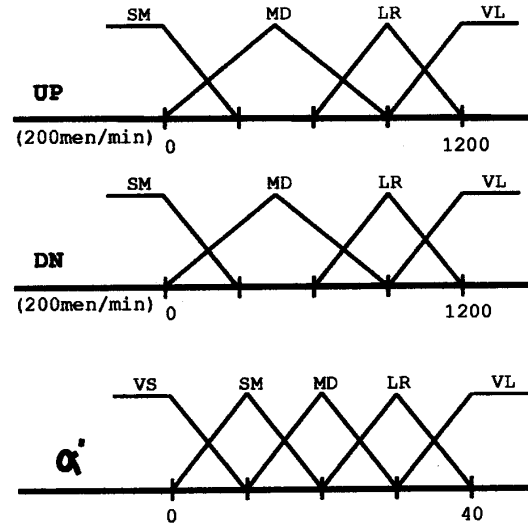 SM MD LR VL
UP
(200men/min) 0 1200
SM MD LR VL
DN
(200men/min) 0 1200
VS SM MD LR VL
α'
0 40